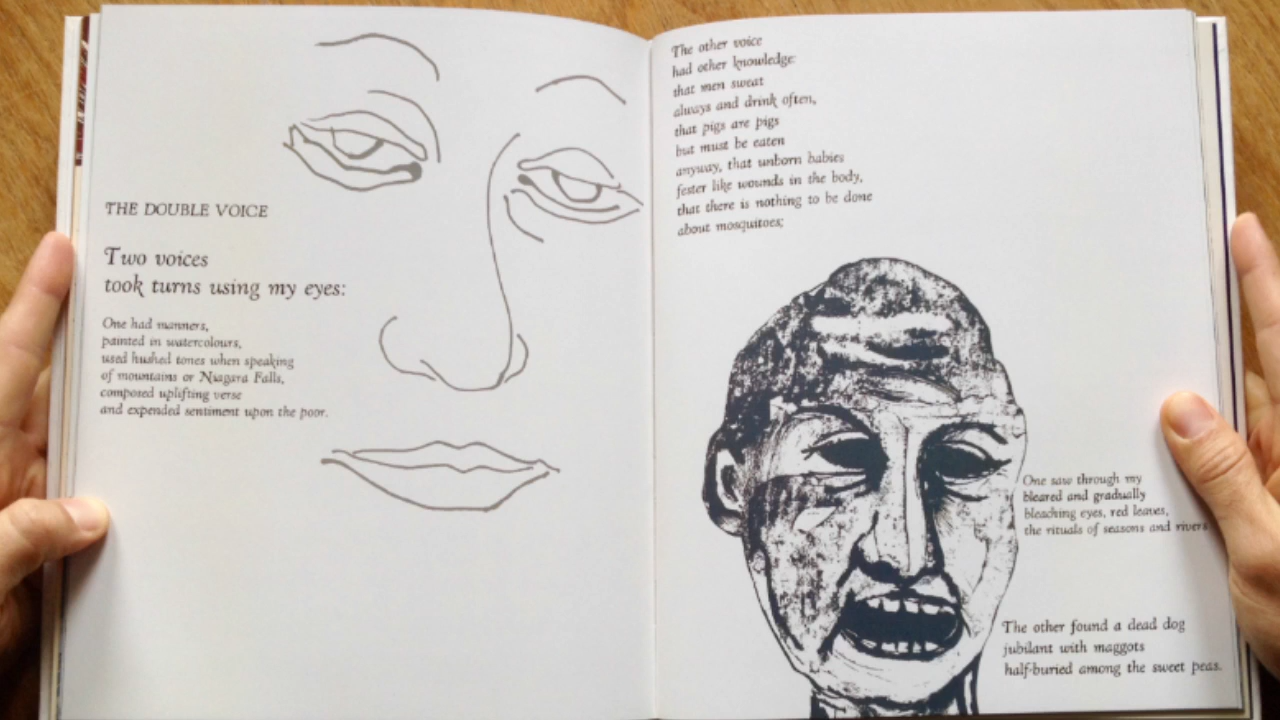 THE DOUBLE VOICE
Two voices
took turns using my eyes:
One had manners,
painted in watercolours,
used hushed tones when speaking
of mountains or Niagara Falls,
composed uplifting verse
and expended sentiment upon the poor.
The other voice
had other knowledge:
that men sweat
always and drink often,
that pigs are pigs
but must be eaten
anyway, that unborn babies
fester like wounds in the body,
that there is nothing to be done
about mosquitoes;
One saw through my
bleared and gradually
bleaching eyes, red leaves,
the rituals of seasons and rivers
The other found a dead dog
jubilant with maggots
half-buried among the sweet peas.